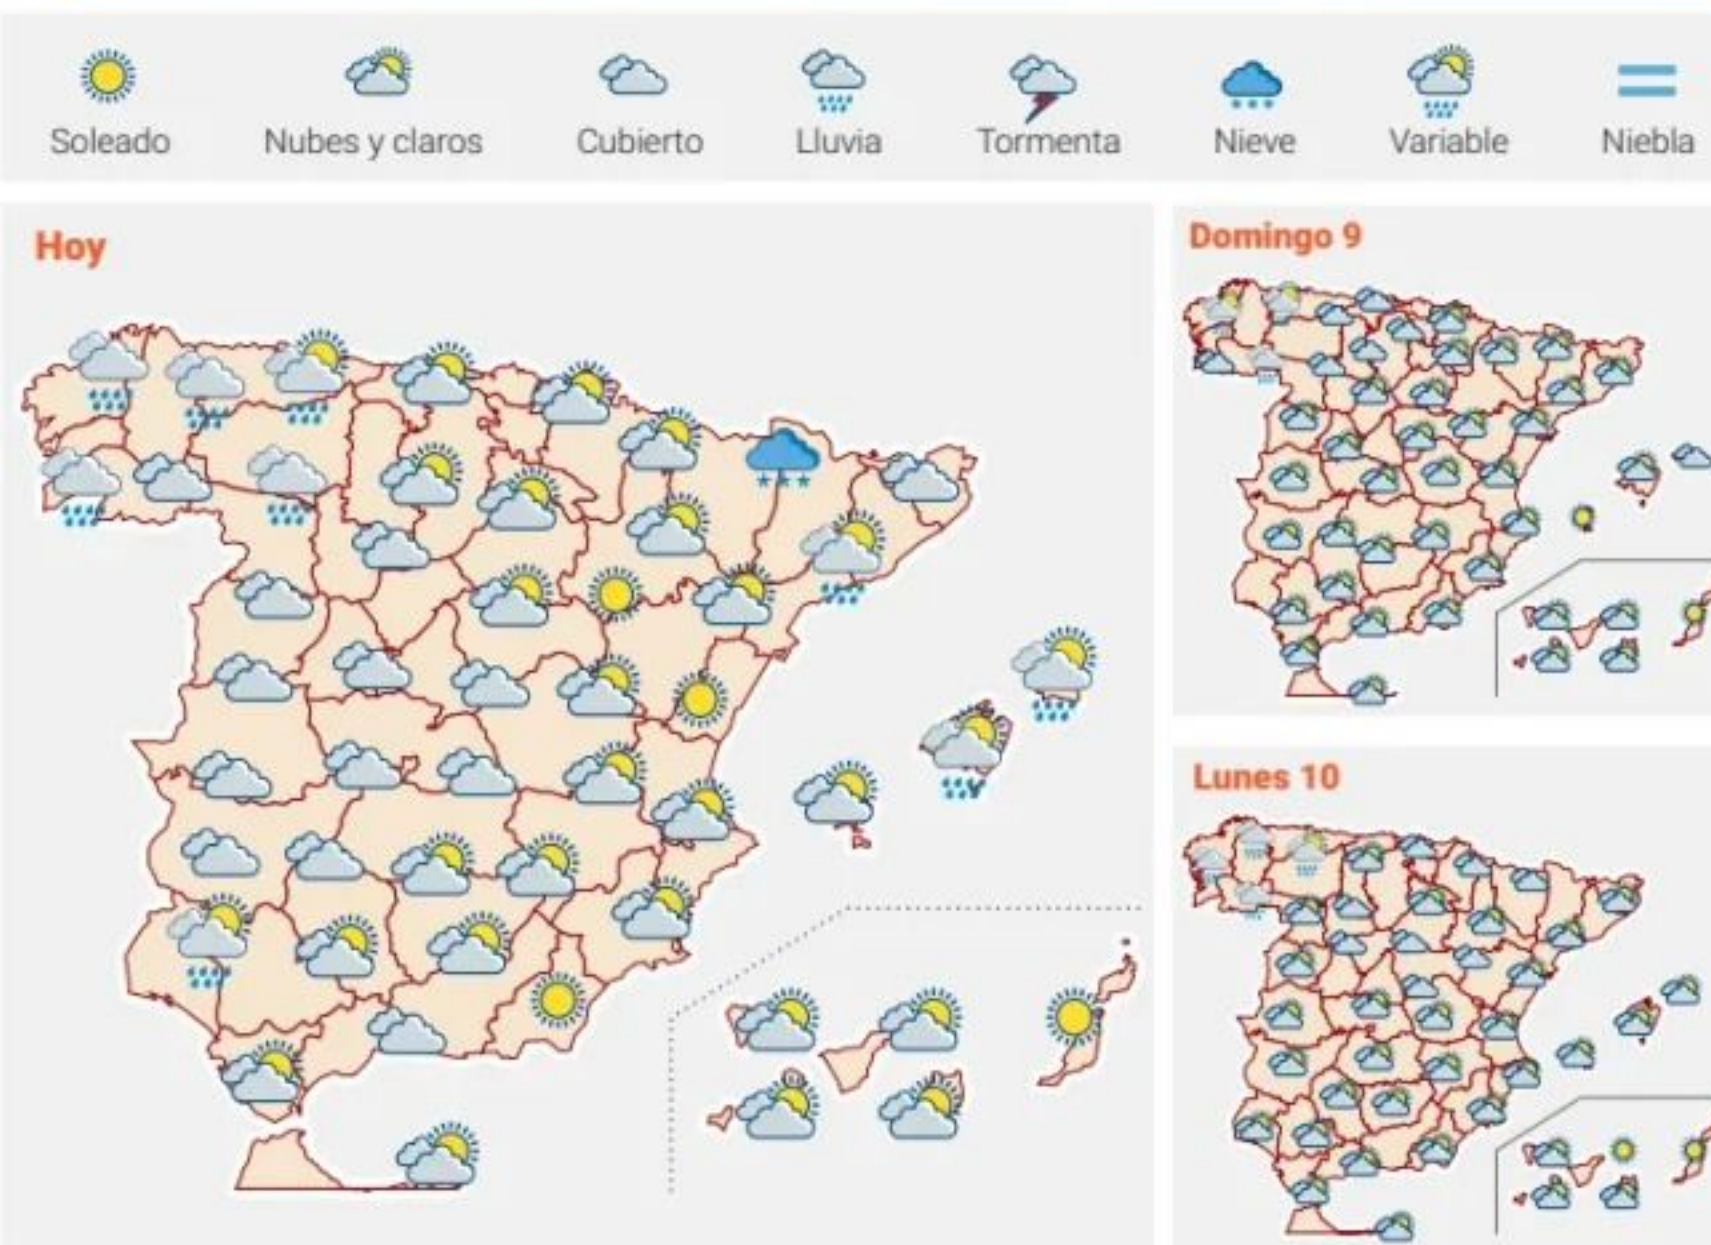 Soleado
Nubes y claros
Cubierto
Lluvia
Tormenta
Nieve
Variable
Niebla
Hoy
Domingo 9
Lunes 10